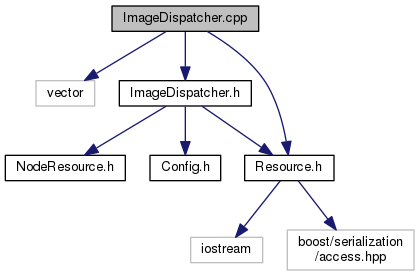 ImageDispatcher.cpp
vector
ImageDispatcher.h
NodeResource.h
Config.h
Resource.h
iostream
boost/serialization
/access.hpp